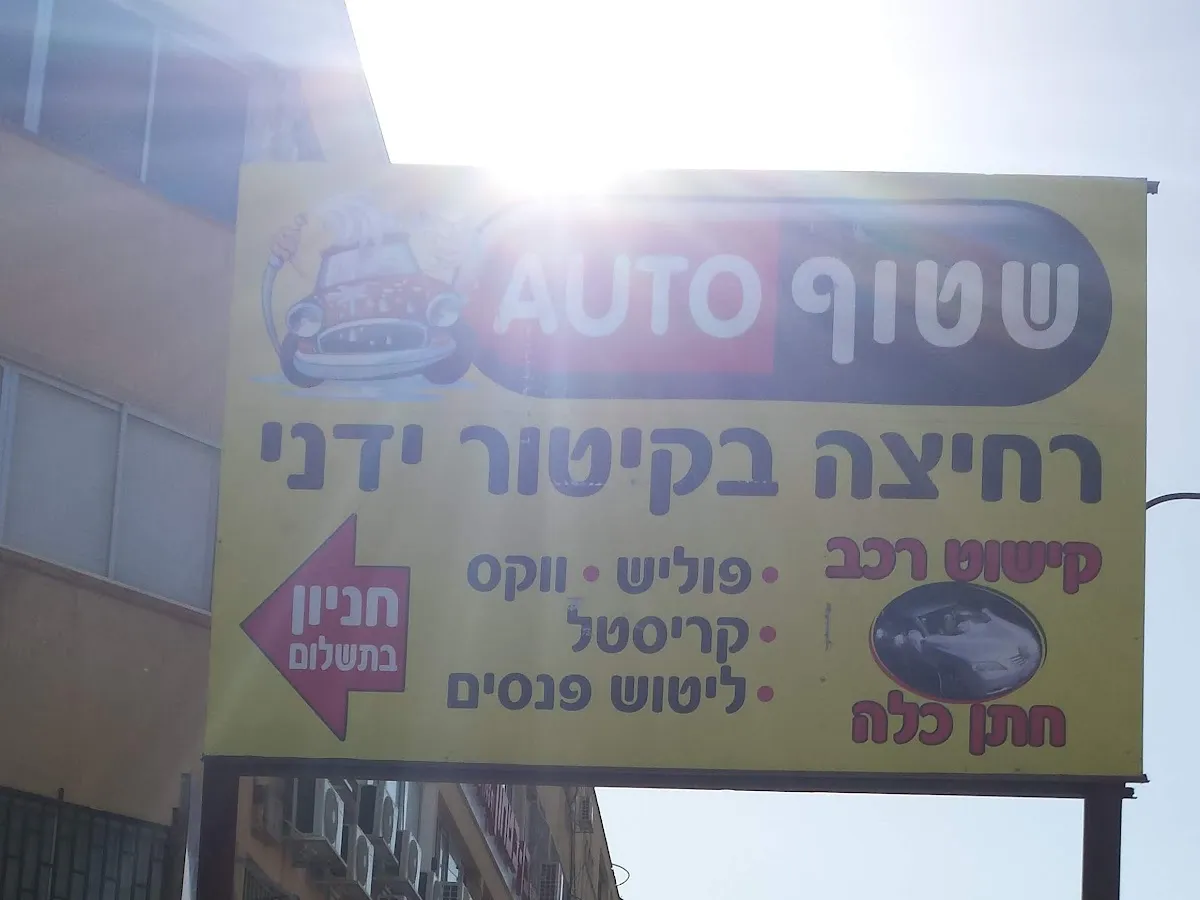 שטוף AUTO
רחיצה בקיטור ידני
קישוט רכב
חתן כלה
• פוליש • ווקס
• קריסטל
• ליטוש פנסים
חניון
בתשלום